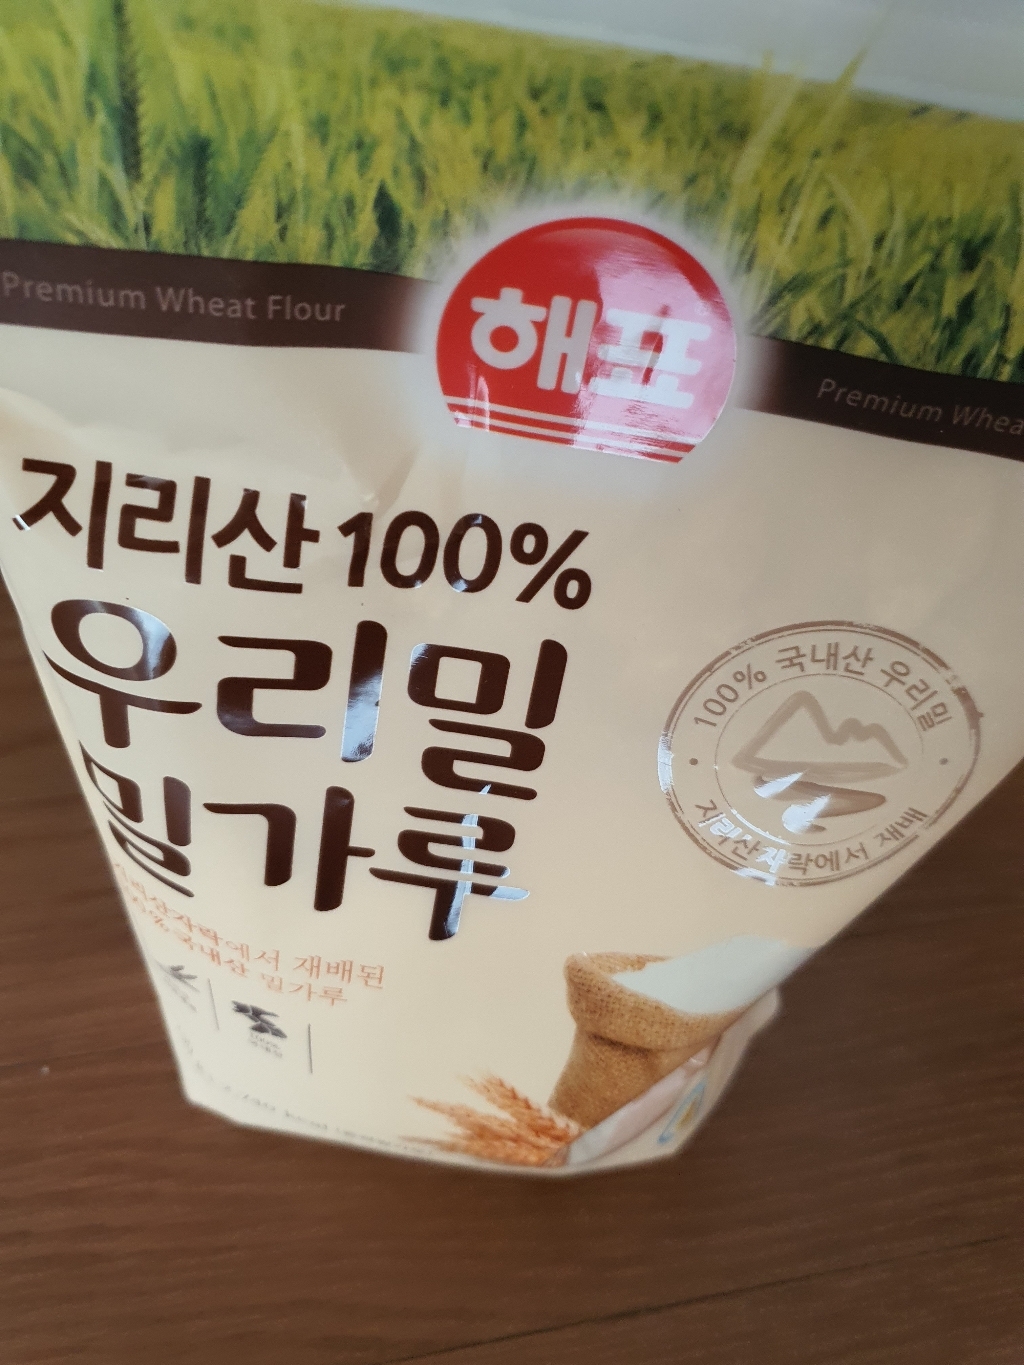 Premium Wheat Flour
해표
Premium Whea
지리산 100%
우리밀
밀가루
100% 국내산 우리밀
지리산자락에서 재배
지리산자락에서 재배된
100% 국내산 밀가루
100%